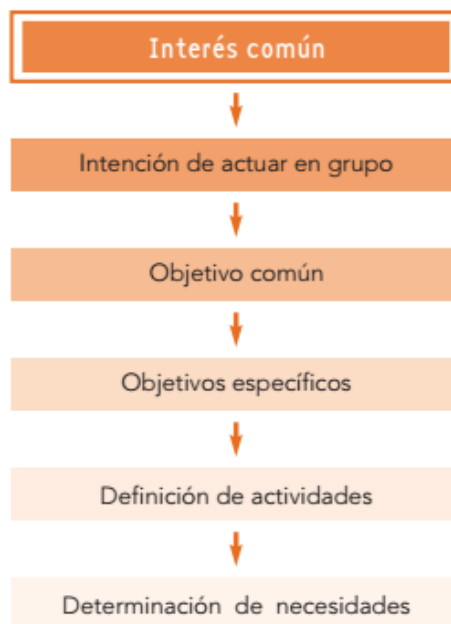 Interés común
Intención de actuar en grupo
Objetivo común
Objetivos específicos
Definición de actividades
Determinación de necesidades